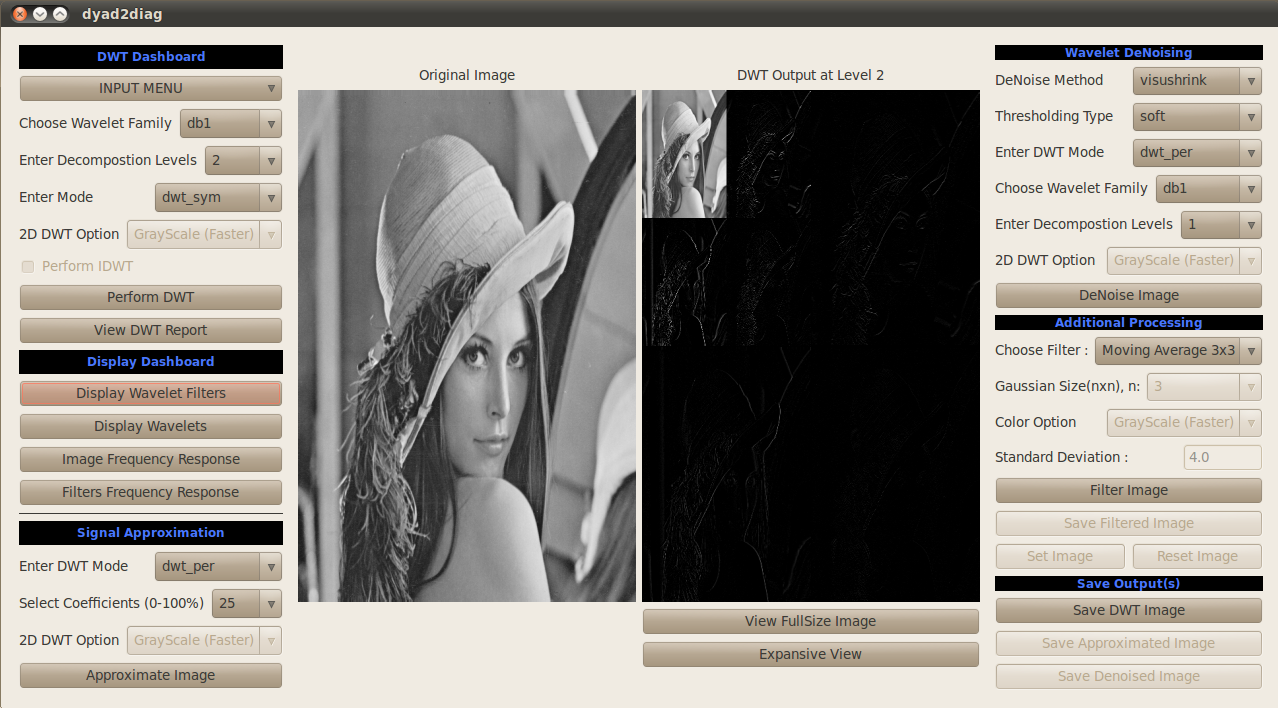 dyad2diag
DWT Dashboard
INPUT MENU
Choose Wavelet Family db1
Enter Decompostion Levels 2
Enter Mode dwt_sym
2D DWT Option GrayScale (Faster)
Perform IDWT
Perform DWT
View DWT Report
Display Dashboard
Display Wavelet Filters
Display Wavelets
Image Frequency Response
Filters Frequency Response
Signal Approximation
Enter DWT Mode dwt_per
Select Coefficients (0-100%) 25
2D DWT Option GrayScale (Faster)
Approximate Image
Original Image
DWT Output at Level 2
View FullSize Image
Expansive View
Wavelet DeNoising
DeNoise Method visushrink
Thresholding Type soft
Enter DWT Mode dwt_per
Choose Wavelet Family db1
Enter Decompostion Levels 1
2D DWT Option GrayScale (Faster)
DeNoise Image
Additional Processing
Choose Filter : Moving Average 3x3
Gaussian Size(nxn), n: 3
Color Option GrayScale (Faster)
Standard Deviation : 4.0
Filter Image
Save Filtered Image
Set Image Reset Image
Save Output(s)
Save DWT Image
Save Approximated Image
Save Denoised Image